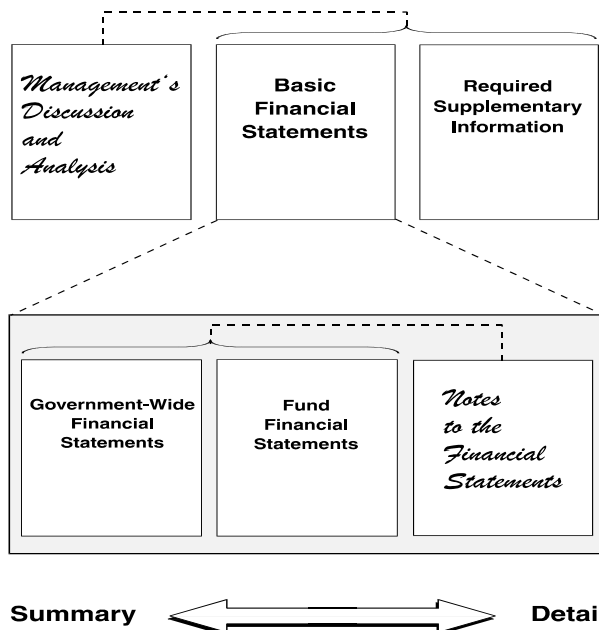 Management's
Discussion
and
Analysis
Basic
Financial
Statements
Required
Supplementary
Information
Government-Wide
Financial
Statements
Fund
Financial
Statements
Notes
to the
Financial
Statements
Summary
Detai